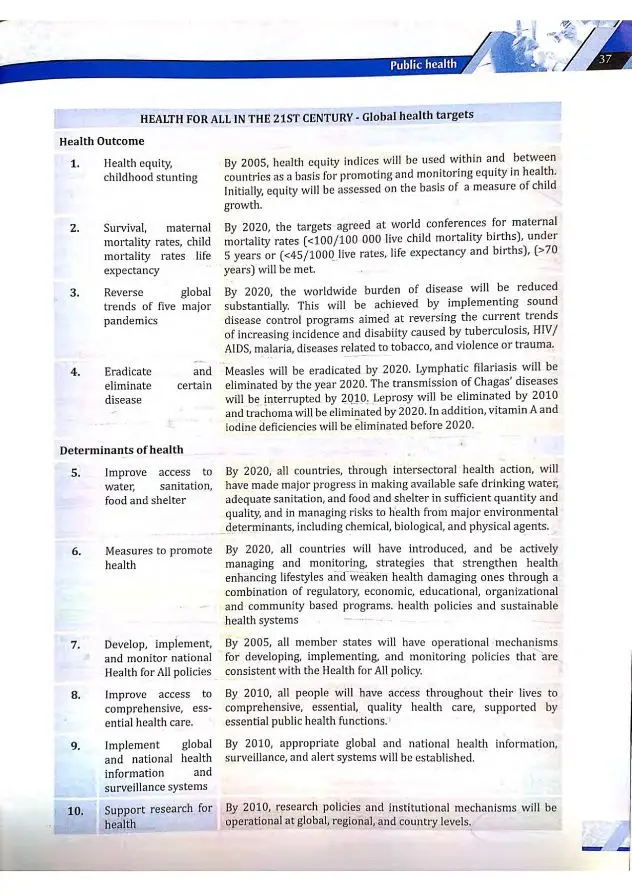 Public health
37
HEALTH FOR ALL IN THE 21ST CENTURY - Global health targets
Health Outcome
1. Health equity, childhood stunting
By 2005, health equity indices will be used within and between
countries as a basis for promoting and monitoring equity in health.
Initially, equity will be assessed on the basis of a measure of child
growth.
2. Survival, maternal mortality rates, child mortality rates life expectancy
By 2020, the targets agreed at world conferences for maternal
mortality rates (<100/100 000 live child mortality births), under
5 years or (<45/1000 live rates, life expectancy and births), (>70
years) will be met.
3. Reverse global trends of five major pandemics
By 2020, the worldwide burden of disease will be reduced
substantially. This will be achieved by implementing sound
disease control programs aimed at reversing the current trends
of increasing incidence and disabiity caused by tuberculosis, HIV/
AIDS, malaria, diseases related to tobacco, and violence or trauma.
4. Eradicate and eliminate certain disease
Measles will be eradicated by 2020. Lymphatic filariasis will be
eliminated by the year 2020. The transmission of Chagas' diseases
will be interrupted by 2010. Leprosy will be eliminated by 2010
and trachoma will be eliminated by 2020. In addition, vitamin A and
iodine deficiencies will be eliminated before 2020.
Determinants of health
5. Improve access to water, sanitation, food and shelter
By 2020, all countries, through intersectoral health action, will
have made major progress in making available safe drinking water,
adequate sanitation, and food and shelter in sufficient quantity and
quality, and in managing risks to health from major environmental
determinants, including chemical, biological, and physical agents.
6. Measures to promote health
By 2020, all countries will have introduced, and be actively
managing and monitoring, strategies that strengthen health
enhancing lifestyles and weaken health damaging ones through a
combination of regulatory, economic, educational, organizational
and community based programs. health policies and sustainable
health systems
7. Develop, implement, and monitor national Health for All policies
By 2005, all member states will have operational mechanisms
for developing, implementing, and monitoring policies that are
consistent with the Health for All policy.
8. Improve access to comprehensive, ess-ential health care.
By 2010, all people will have access throughout their lives to
comprehensive, essential, quality health care, supported by
essential public health functions.
9. Implement global and national health information and surveillance systems
By 2010, appropriate global and national health information,
surveillance, and alert systems will be established.
10. Support research for health
By 2010, research policies and institutional mechanisms will be
operational at global, regional, and country levels.